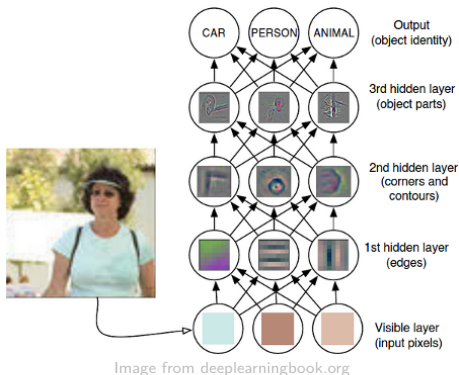 CAR PERSON ANIMAL
Output
(object identity)
3rd hidden layer
(object parts)
2nd hidden layer
(corners and
contours)
1st hidden layer
(edges)
Visible layer
(input pixels)
Image from deeplearningbook.org